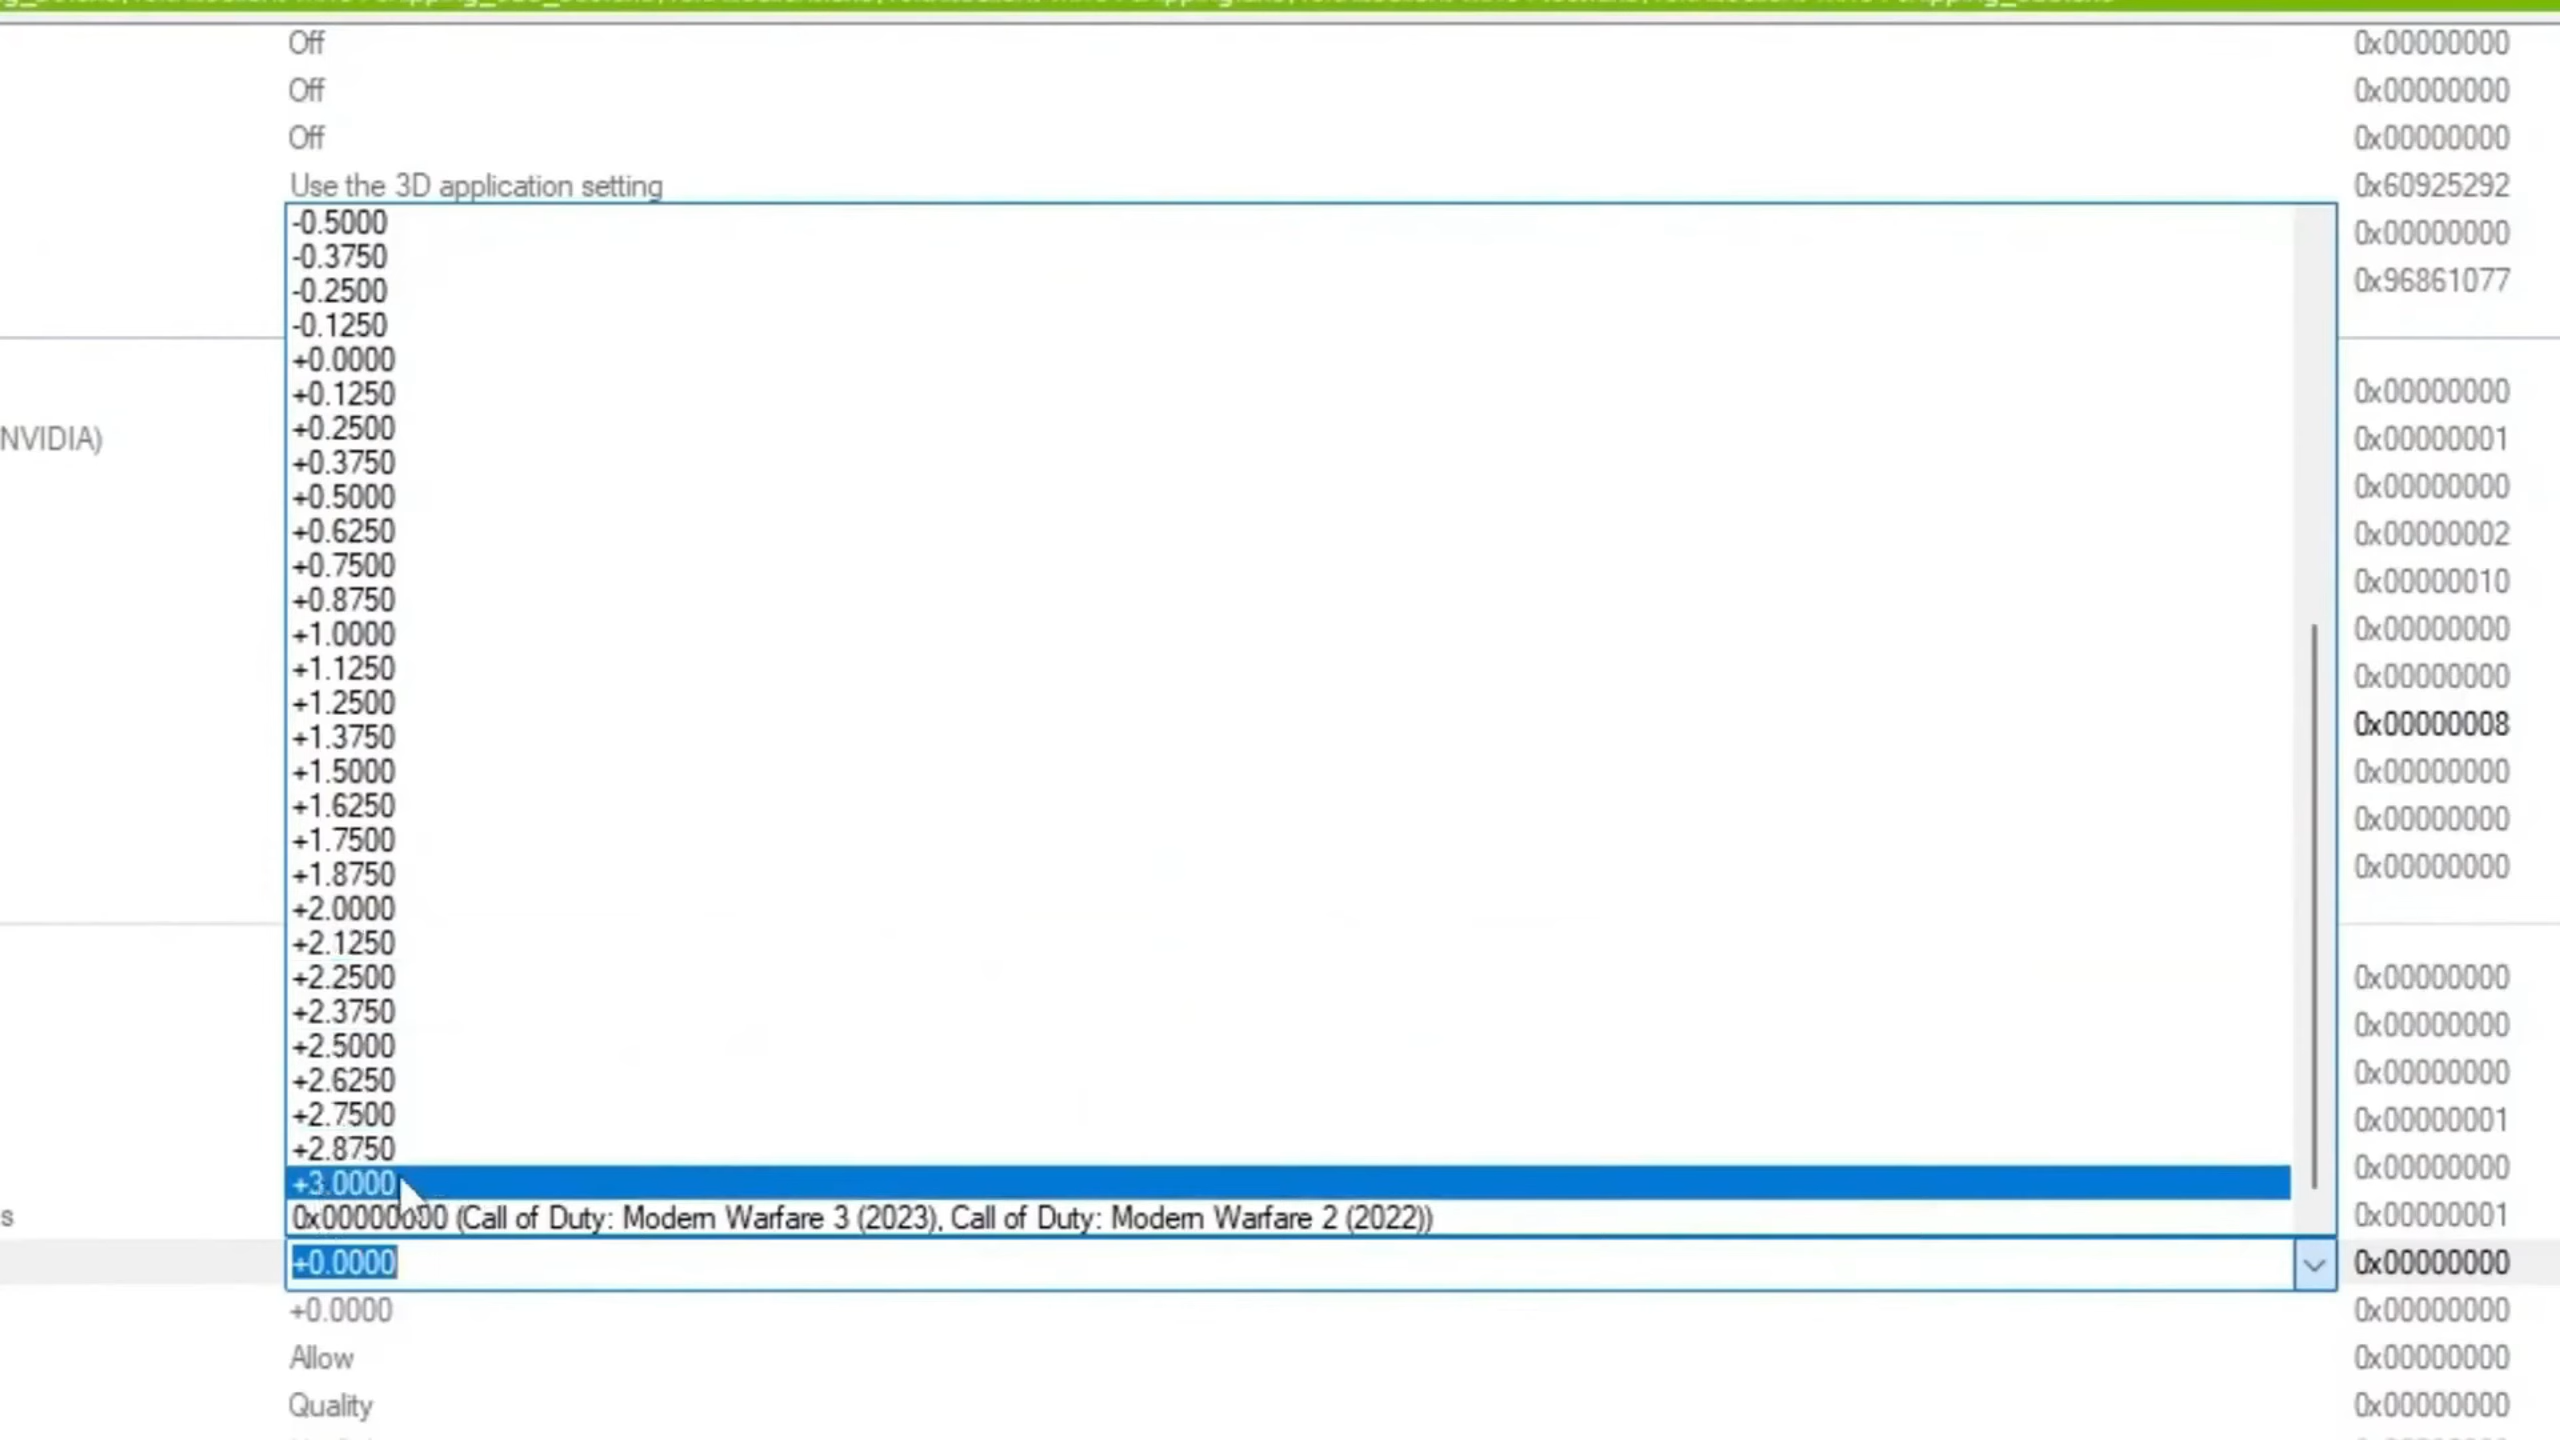 Off 0x00000000
Off 0x00000000
Off 0x00000000
Use the 3D application setting 0x60925292
-0.5000
0x00000000
-0.3750
-0.2500 0x96861077
-0.1250
+0.0000
+0.1250 0x00000000
+0.2500
NVIDIA) 0x00000001
+0.3750
+0.5000 0x00000000
+0.6250 0x00000002
+0.7500
0x00000010
+0.8750
+1.0000 0x00000000
+1.1250 0x00000000
+1.2500
0x00000008
+1.3750
+1.5000 0x00000000
+1.6250
0x00000000
+1.7500
+1.8750 0x00000000
+2.0000
+2.1250
+2.2500 0x00000000
+2.3750
0x00000000
+2.5000
+2.6250 0x00000000
+2.7500 0x00000001
+2.8750
0x00000000
+3.0000
s 0x00000000 (Call of Duty: Modern Warfare 3 (2023), Call of Duty: Modern Warfare 2 (2022)) 0x00000001
+0.0000 0x00000000
+0.0000 0x00000000
Allow 0x00000000
Quality 0x00000000